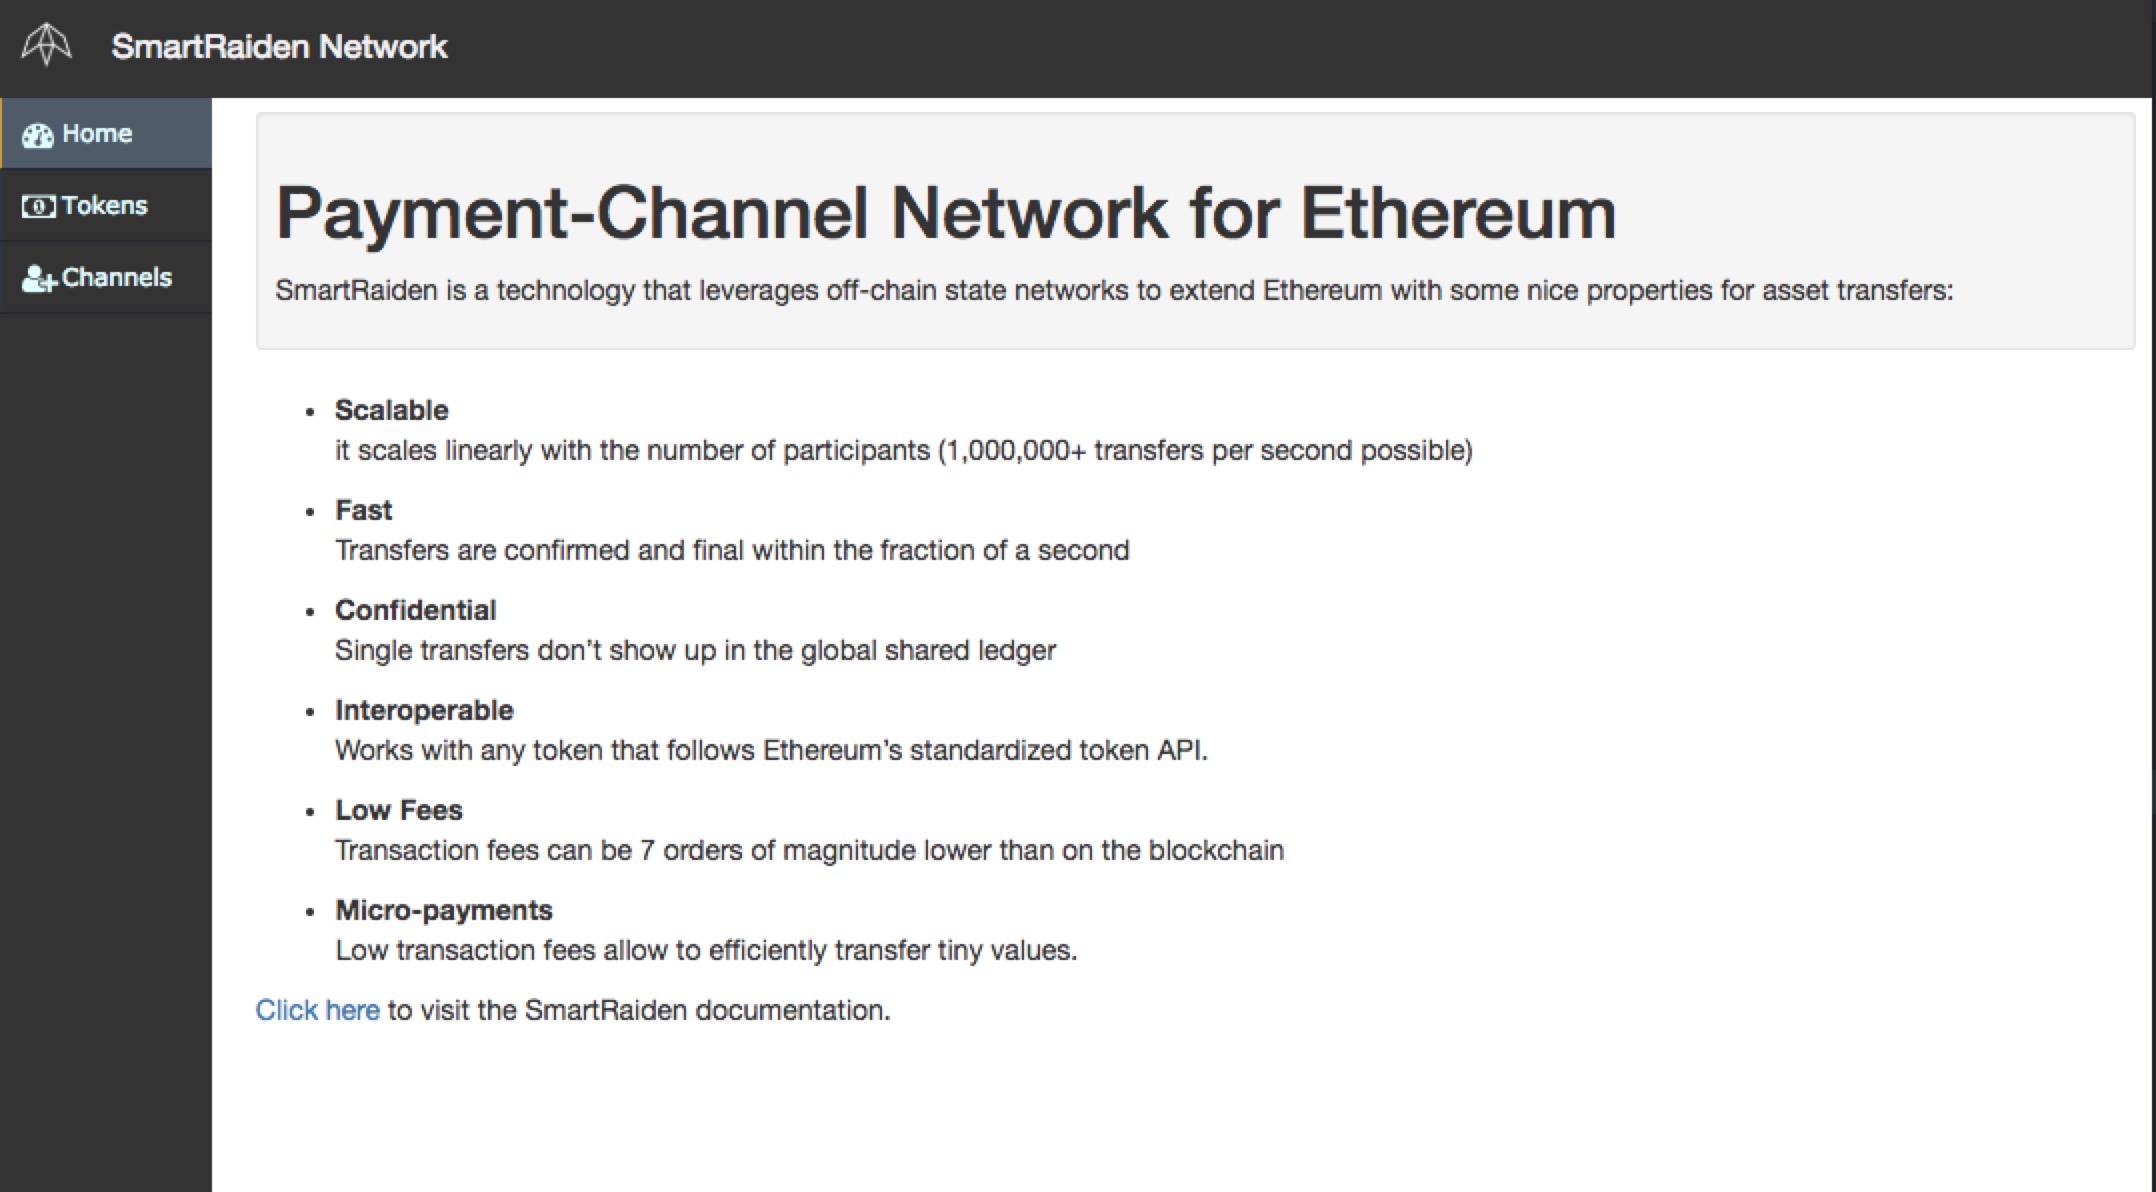 SmartRaiden Network
Home
Tokens
Channels
Payment-Channel Network for Ethereum
SmartRaiden is a technology that leverages off-chain state networks to extend Ethereum with some nice properties for asset transfers:
• Scalable
it scales linearly with the number of participants (1,000,000+ transfers per second possible)
• Fast
Transfers are confirmed and final within the fraction of a second
• Confidential
Single transfers don’t show up in the global shared ledger
• Interoperable
Works with any token that follows Ethereum’s standardized token API.
• Low Fees
Transaction fees can be 7 orders of magnitude lower than on the blockchain
• Micro-payments
Low transaction fees allow to efficiently transfer tiny values.
Click here to visit the SmartRaiden documentation.